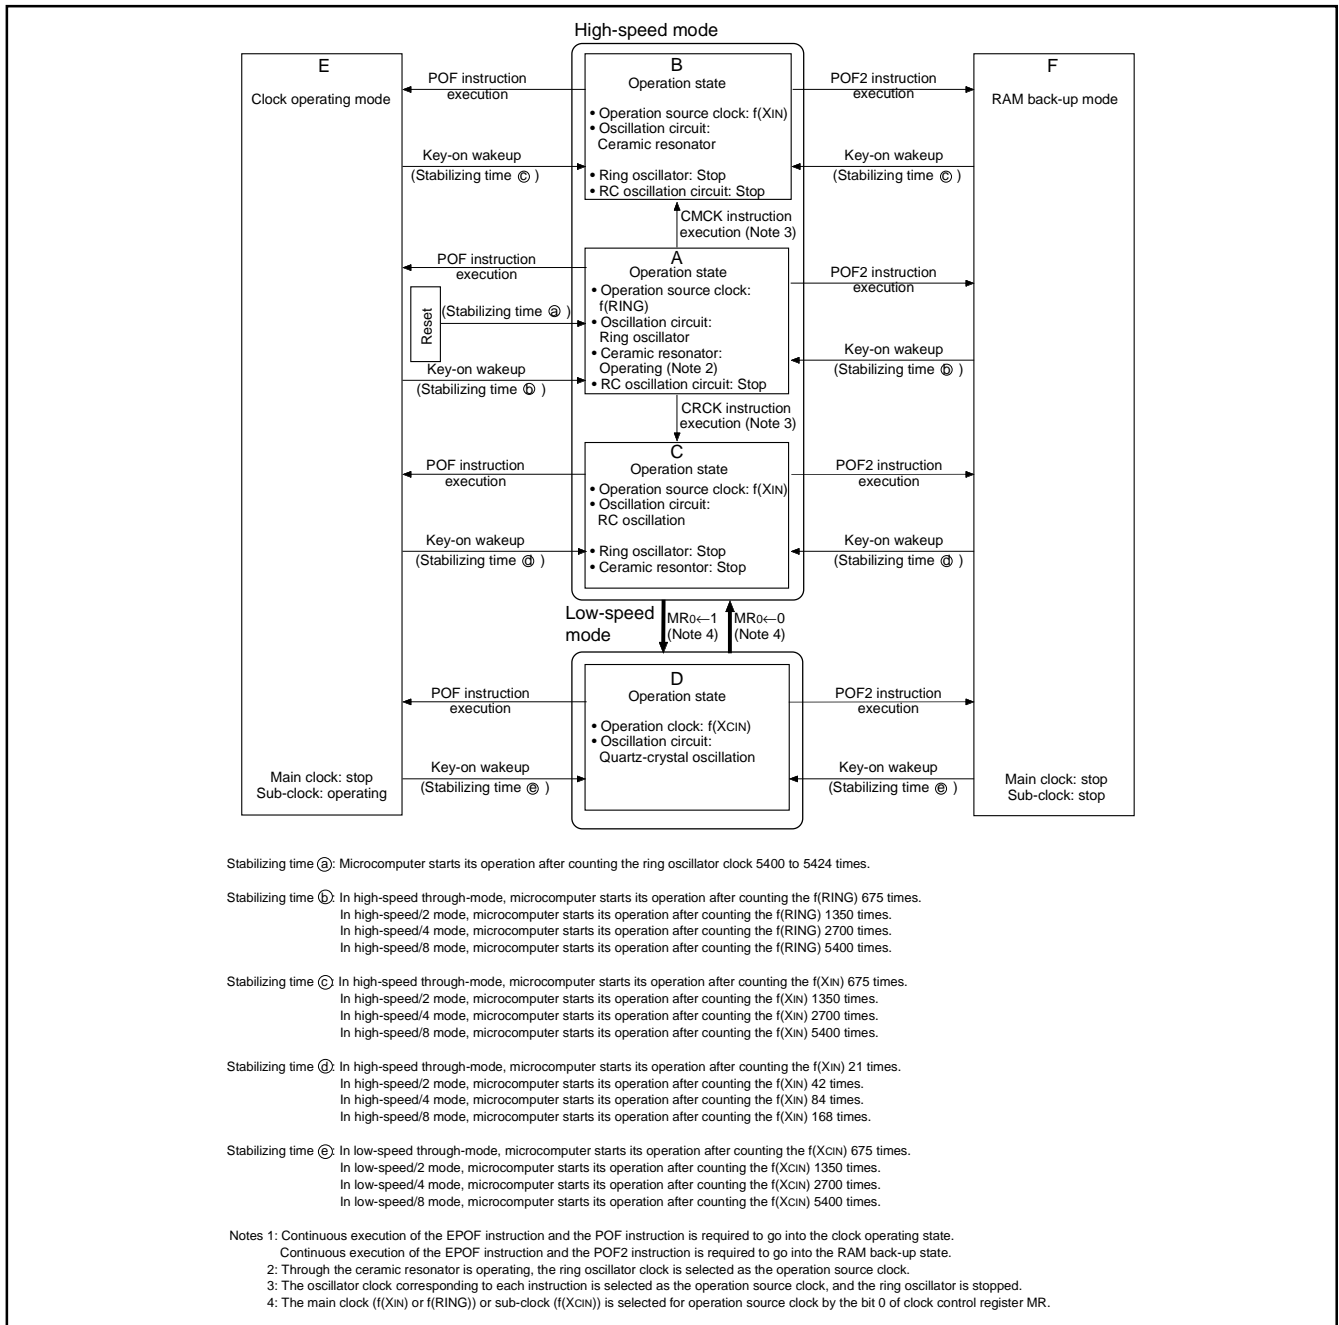 High-speed mode
E
Clock operating mode
Main clock: stop
Sub-clock: operating
POF instruction
execution
Key-on wakeup
(Stabilizing time ⓒ )
POF instruction
execution
Reset
(Stabilizing time ⓐ )
Key-on wakeup
(Stabilizing time ⓑ )
POF instruction
execution
Key-on wakeup
(Stabilizing time ⓓ )
POF instruction
execution
Key-on wakeup
(Stabilizing time ⓔ )
B
Operation state
• Operation source clock: f(XIN)
• Oscillation circuit:
Ceramic resonator
• Ring oscillator: Stop
• RC oscillation circuit: Stop
CMCK instruction
execution (Note 3)
A
Operation state
• Operation source clock:
f(RING)
• Oscillation circuit:
Ring oscillator
• Ceramic resonator:
Operating (Note 2)
• RC oscillation circuit: Stop
CRCK instruction
execution (Note 3)
C
Operation state
• Operation source clock: f(XIN)
• Oscillation circuit:
RC oscillation
• Ring oscillator: Stop
• Ceramic resontor: Stop
Low-speed
mode
MR0←1
(Note 4)
MR0←0
(Note 4)
D
Operation state
• Operation clock: f(XCIN)
• Oscillation circuit:
Quartz-crystal oscillation
POF2 instruction
execution
Key-on wakeup
(Stabilizing time ⓒ )
POF2 instruction
execution
Key-on wakeup
(Stabilizing time ⓑ )
POF2 instruction
execution
Key-on wakeup
(Stabilizing time ⓓ )
POF2 instruction
execution
Key-on wakeup
(Stabilizing time ⓔ )
F
RAM back-up mode
Main clock: stop
Sub-clock: stop
Stabilizing time ⓐ: Microcomputer starts its operation after counting the ring oscillator clock 5400 to 5424 times.
Stabilizing time ⓑ: In high-speed through-mode, microcomputer starts its operation after counting the f(RING) 675 times.
In high-speed/2 mode, microcomputer starts its operation after counting the f(RING) 1350 times.
In high-speed/4 mode, microcomputer starts its operation after counting the f(RING) 2700 times.
In high-speed/8 mode, microcomputer starts its operation after counting the f(RING) 5400 times.
Stabilizing time ⓒ: In high-speed through-mode, microcomputer starts its operation after counting the f(XIN) 675 times.
In high-speed/2 mode, microcomputer starts its operation after counting the f(XIN) 1350 times.
In high-speed/4 mode, microcomputer starts its operation after counting the f(XIN) 2700 times.
In high-speed/8 mode, microcomputer starts its operation after counting the f(XIN) 5400 times.
Stabilizing time ⓓ: In high-speed through-mode, microcomputer starts its operation after counting the f(XIN) 21 times.
In high-speed/2 mode, microcomputer starts its operation after counting the f(XIN) 42 times.
In high-speed/4 mode, microcomputer starts its operation after counting the f(XIN) 84 times.
In high-speed/8 mode, microcomputer starts its operation after counting the f(XIN) 168 times.
Stabilizing time ⓔ: In low-speed through-mode, microcomputer starts its operation after counting the f(XCIN) 675 times.
In low-speed/2 mode, microcomputer starts its operation after counting the f(XCIN) 1350 times.
In low-speed/4 mode, microcomputer starts its operation after counting the f(XCIN) 2700 times.
In low-speed/8 mode, microcomputer starts its operation after counting the f(XCIN) 5400 times.
Notes 1: Continuous execution of the EPOF instruction and the POF instruction is required to go into the clock operating state.
Continuous execution of the EPOF instruction and the POF2 instruction is required to go into the RAM back-up state.
2: Through the ceramic resonator is operating, the ring oscillator clock is selected as the operation source clock.
3: The oscillator clock corresponding to each instruction is selected as the operation source clock, and the ring oscillator is stopped.
4: The main clock (f(XIN) or f(RING)) or sub-clock (f(XCIN)) is selected for operation source clock by the bit 0 of clock control register MR.